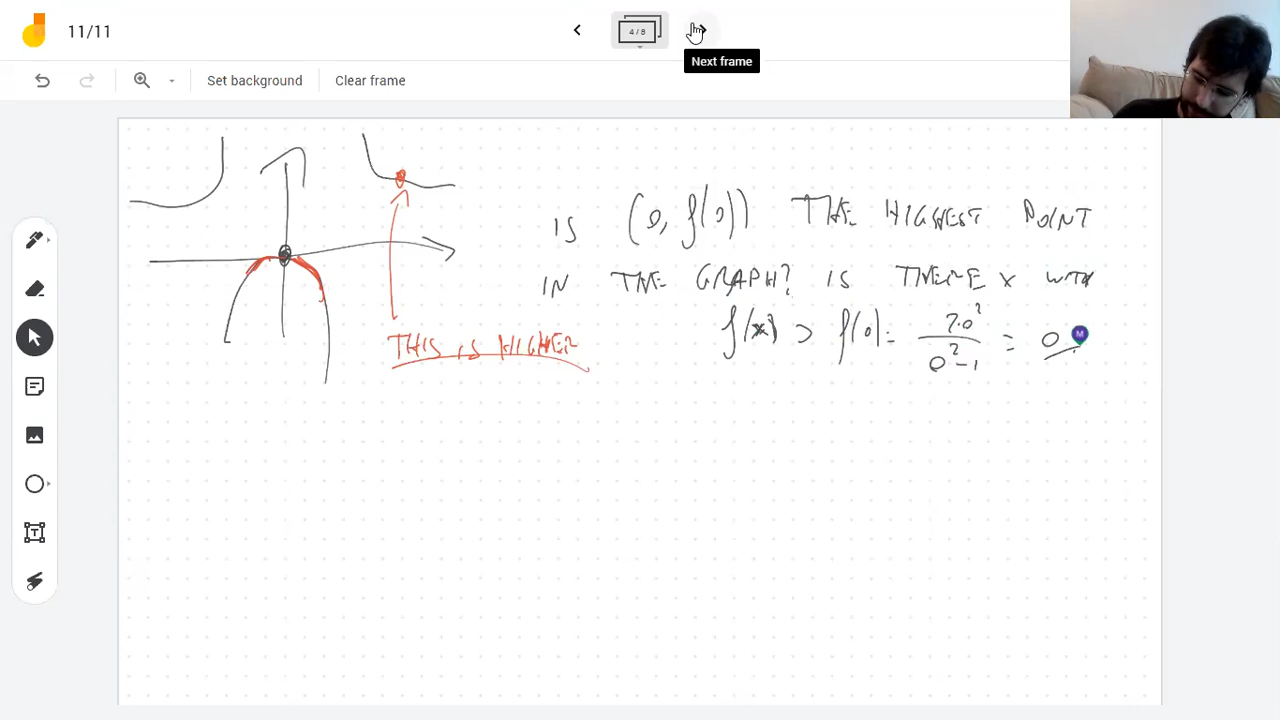 11/11
4 / 8
Next frame
Set background
Clear frame
IS (0, f(0)) THE HIGHEST POINT
IN THE GRAPH? IS THERE X WITH
f(x) > f(0) = 7·0² / 0²-1 = 0
THIS IS HIGHER
M